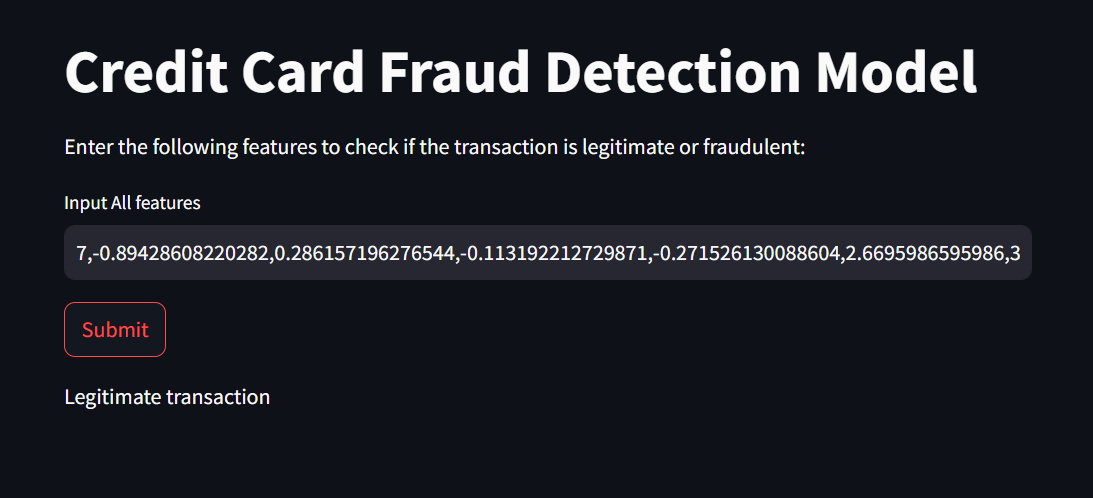 Credit Card Fraud Detection Model
Enter the following features to check if the transaction is legitimate or fraudulent:
Input All features
7,-0.89428608220282,0.286157196276544,-0.113192212729871,-0.271526130088604,2.6695986595986,3
Submit
Legitimate transaction